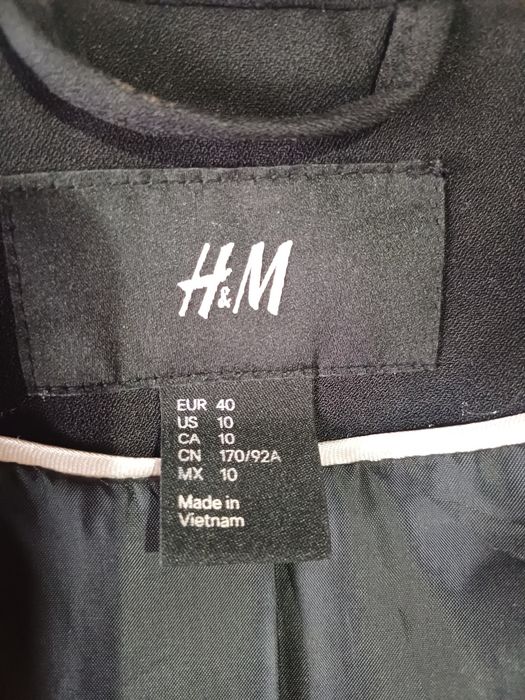 H&M
EUR 40
US 10
CA 10
CN 170/92A
MX 10
Made in
Vietnam